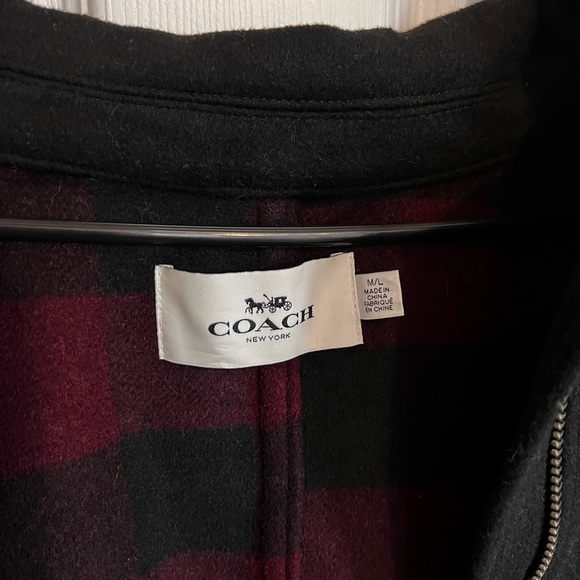 COACH
NEW YORK
M/L
MADE IN
CHINA
FABRIQUÉ
EN CHINE